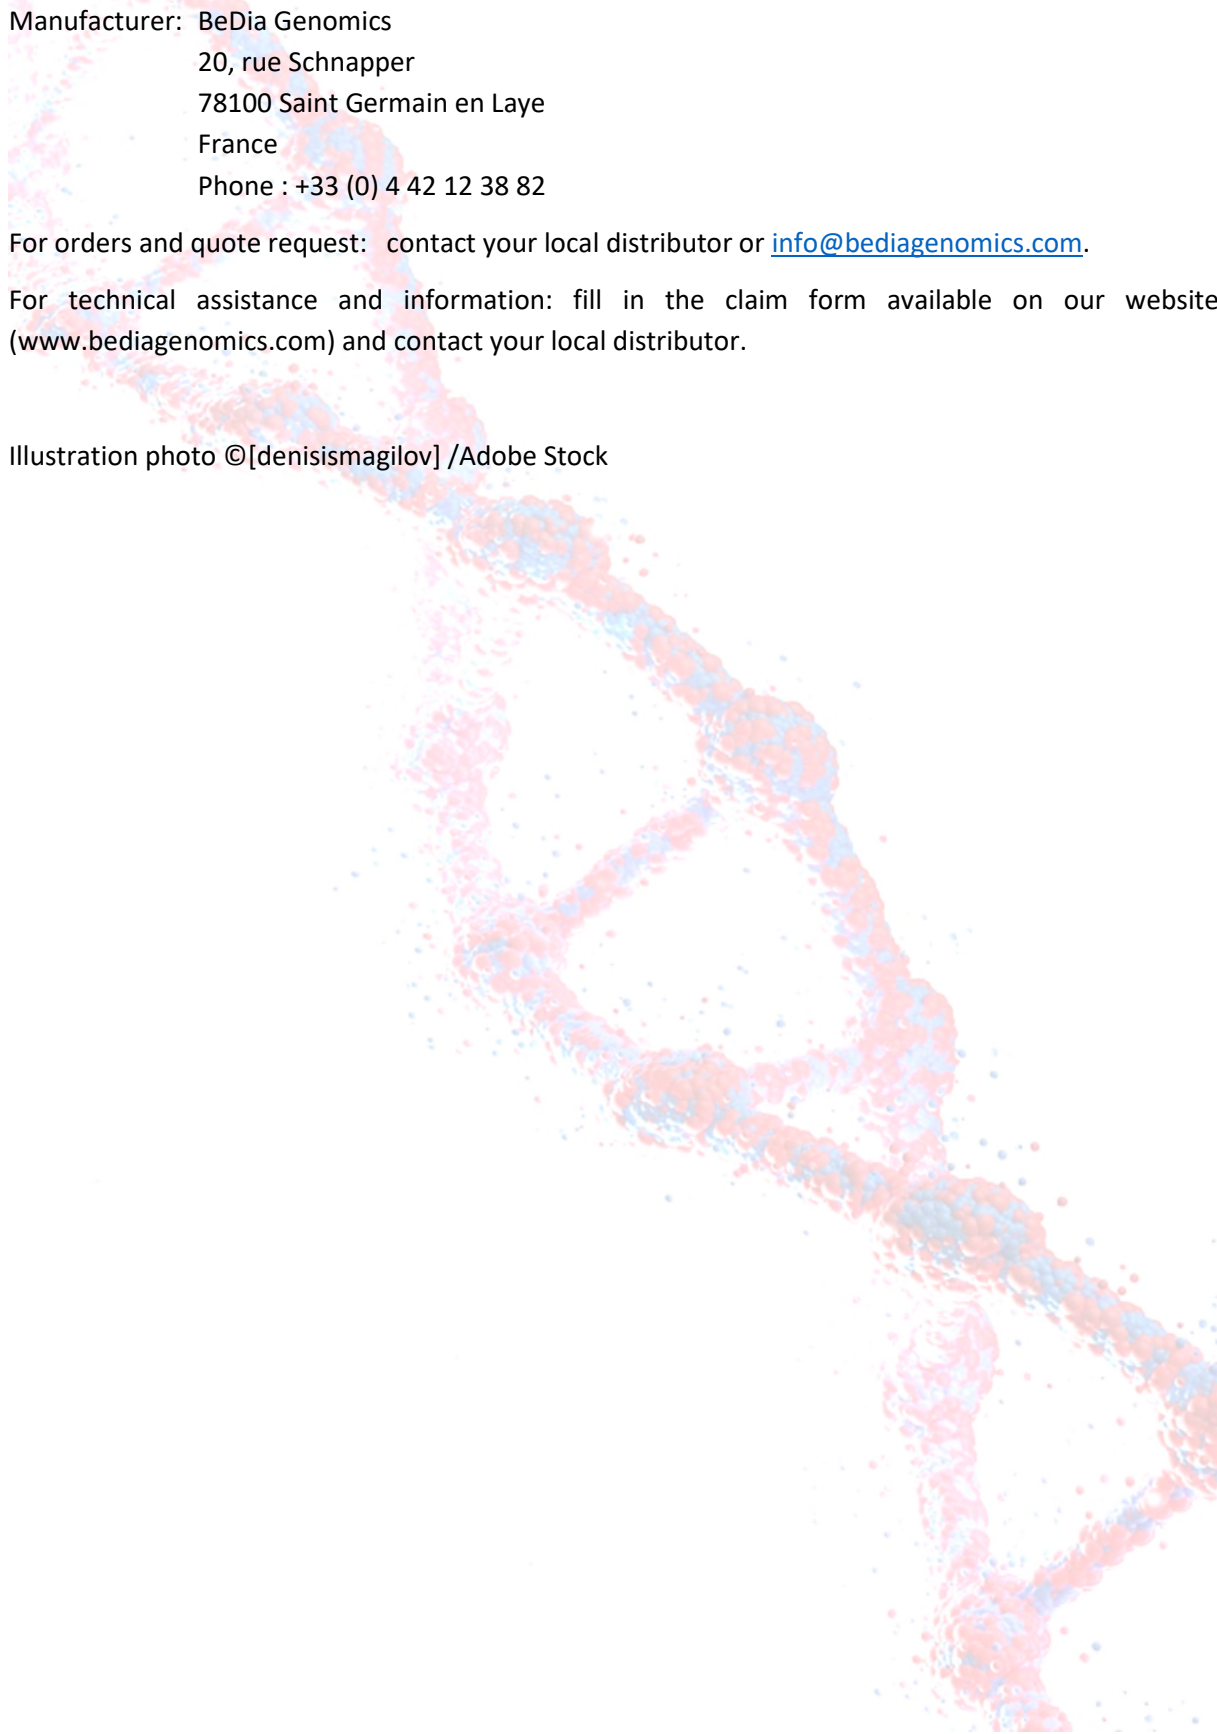 Manufacturer: BeDia Genomics
20, rue Schnapper
78100 Saint Germain en Laye
France
Phone : +33 (0) 4 42 12 38 82
For orders and quote request: contact your local distributor or info@bediagenomics.com.
For technical assistance and information: fill in the claim form available on our website
(www.bediagenomics.com) and contact your local distributor.
Illustration photo ©[denisismagilov] /Adobe Stock